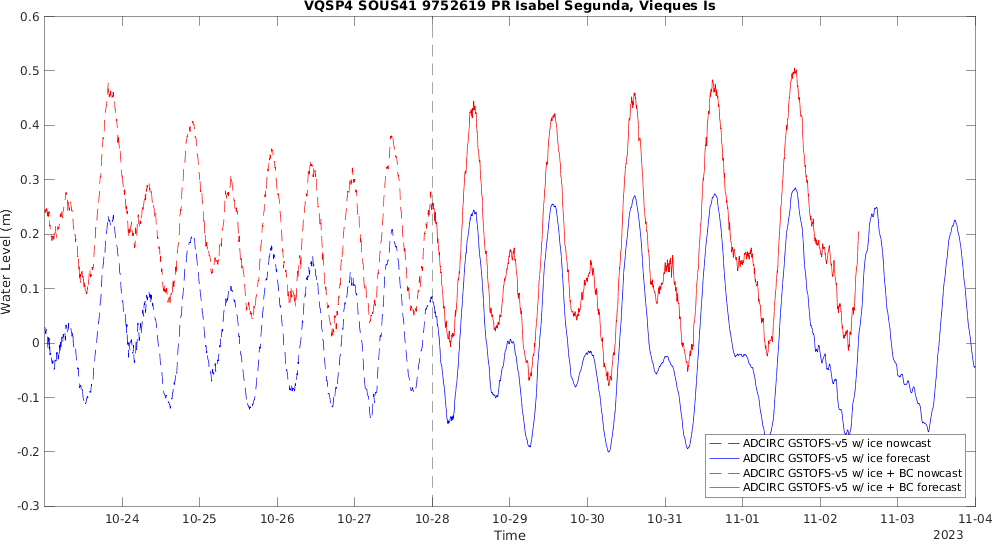 VQSP4 SOUS41 9752619 PR Isabel Segunda, Vieques Is
0.6
0.5
0.4
0.3
0.2
0.1
0
-0.1
-0.2
-0.3
Water Level (m)
ADCIRC GSTOFS-v5 w/ ice nowcast
ADCIRC GSTOFS-v5 w/ ice forecast
ADCIRC GSTOFS-v5 w/ ice + BC nowcast
ADCIRC GSTOFS-v5 w/ ice + BC forecast
10-24 10-25 10-26 10-27 10-28 10-29 10-30 10-31 11-01 11-02 11-03 11-04
Time
2023